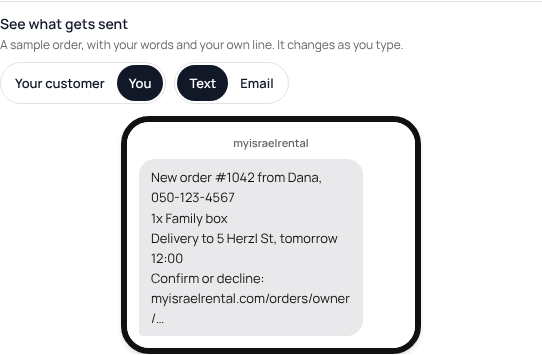 See what gets sent
A sample order, with your words and your own line. It changes as you type.
Your customer You Text Email
myisraelrental
New order #1042 from Dana,
050-123-4567
1x Family box
Delivery to 5 Herzl St, tomorrow
12:00
Confirm or decline:
myisraelrental.com/orders/owner
/...